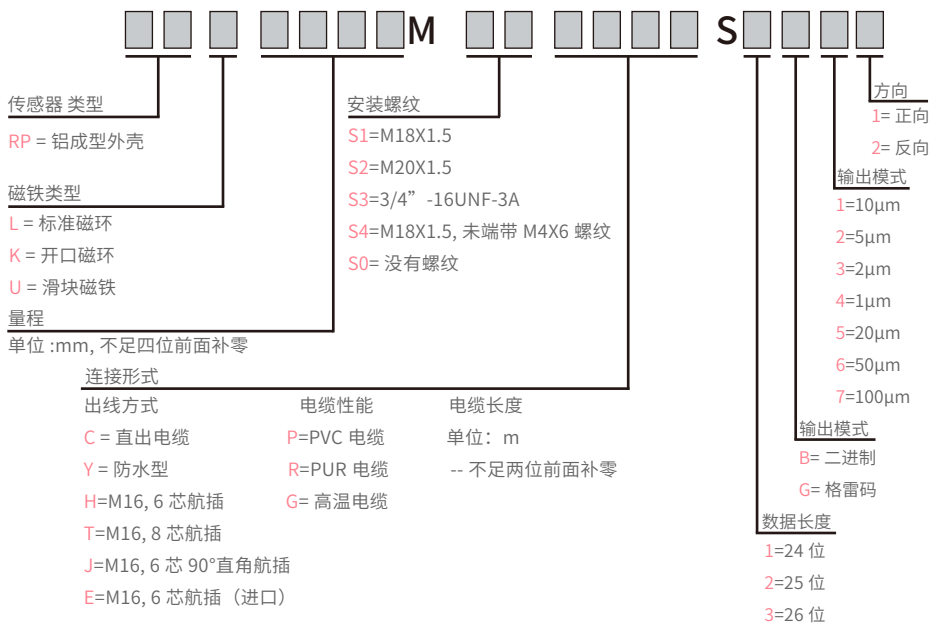 M S
传感器 类型
RP = 铝成型外壳
磁铁类型
L = 标准磁环
K = 开口磁环
U = 滑块磁铁
量程
单位 :mm, 不足四位前面补零
安装螺纹
S1=M18X1.5
S2=M20X1.5
S3=3/4” -16UNF-3A
S4=M18X1.5, 未端带 M4X6 螺纹
S0= 没有螺纹
连接形式
出线方式
C = 直出电缆
Y = 防水型
H=M16, 6 芯航插
T=M16, 8 芯航插
J=M16, 6 芯 90°直角航插
E=M16, 6 芯航插（进口）
电缆性能
P=PVC 电缆
R=PUR 电缆
G= 高温电缆
电缆长度
单位：m
-- 不足两位前面补零
方向
1= 正向
2= 反向
输出模式
1=10μm
2=5μm
3=2μm
4=1μm
5=20μm
6=50μm
7=100μm
输出模式
B= 二进制
G= 格雷码
数据长度
1=24 位
2=25 位
3=26 位